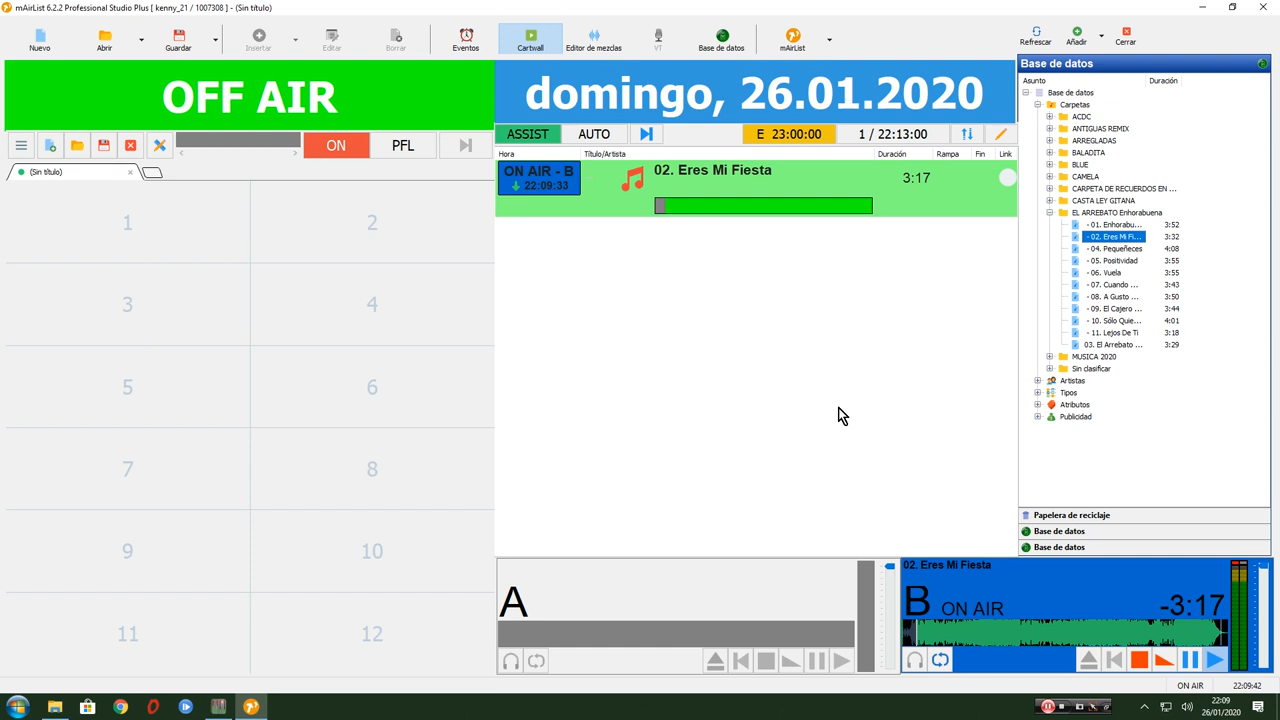 mAirList 6.2.2 Professional Studio Plus [ kenny_21 / 1007308 ] - (Sin título)
Nuevo Abrir Guardar Insertar Editar Borrar Eventos Cartwall Editor de mezclas VT Base de datos mAirList Refrescar Añadir Cerrar
OFF AIR
domingo, 26.01.2020
Base de datos
Asunto Duración
ON PFL
ASSIST AUTO E 23:00:00 1 / 22:13:00
(Sin título)
Hora Título/Artista Duración Rampa Fin Link
ON AIR - B
22:09:33
02. Eres Mi Fiesta
3:17
Base de datos
Carpetas
ACDC
ANTIGUAS REMIX
ARREGLADAS
BALADITA
BLUE
CAMELA
CARPETA DE RECUERDOS EN ...
CASTA LEY GITANA
EL ARREBATO Enhorabuena
- 01. Enhorabu... 3:52
- 02. Eres Mi Fi... 3:32
- 04. Pequeñeces 4:08
- 05. Positividad 3:55
- 06. Vuela 3:55
- 07. Cuando ... 3:43
- 08. A Gusto ... 3:50
- 09. El Cajero ... 3:44
- 10. Sólo Quie... 4:01
- 11. Lejos De Ti 3:18
03. El Arrebato ... 3:29
MUSICA 2020
Sin clasificar
Artistas
Tipos
Atributos
Publicidad
Papelera de reciclaje
Base de datos
Base de datos
1 2
3 4
5 6
7 8
9 10
11 12
A
02. Eres Mi Fiesta
B ON AIR -3:17
ON AIR 22:09:42
22:09
26/01/2020